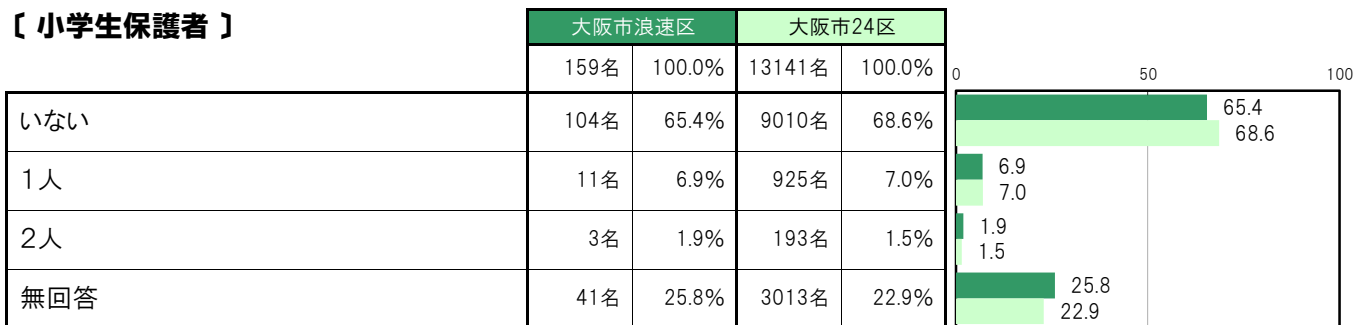 〔 小学生保護者 〕
大阪市浪速区 大阪市24区
159名 100.0% 13141名 100.0%
0 50 100
いない 104名 65.4% 9010名 68.6%
65.4
68.6
1人 11名 6.9% 925名 7.0%
6.9
7.0
2人 3名 1.9% 193名 1.5%
1.9
1.5
無回答 41名 25.8% 3013名 22.9%
25.8
22.9